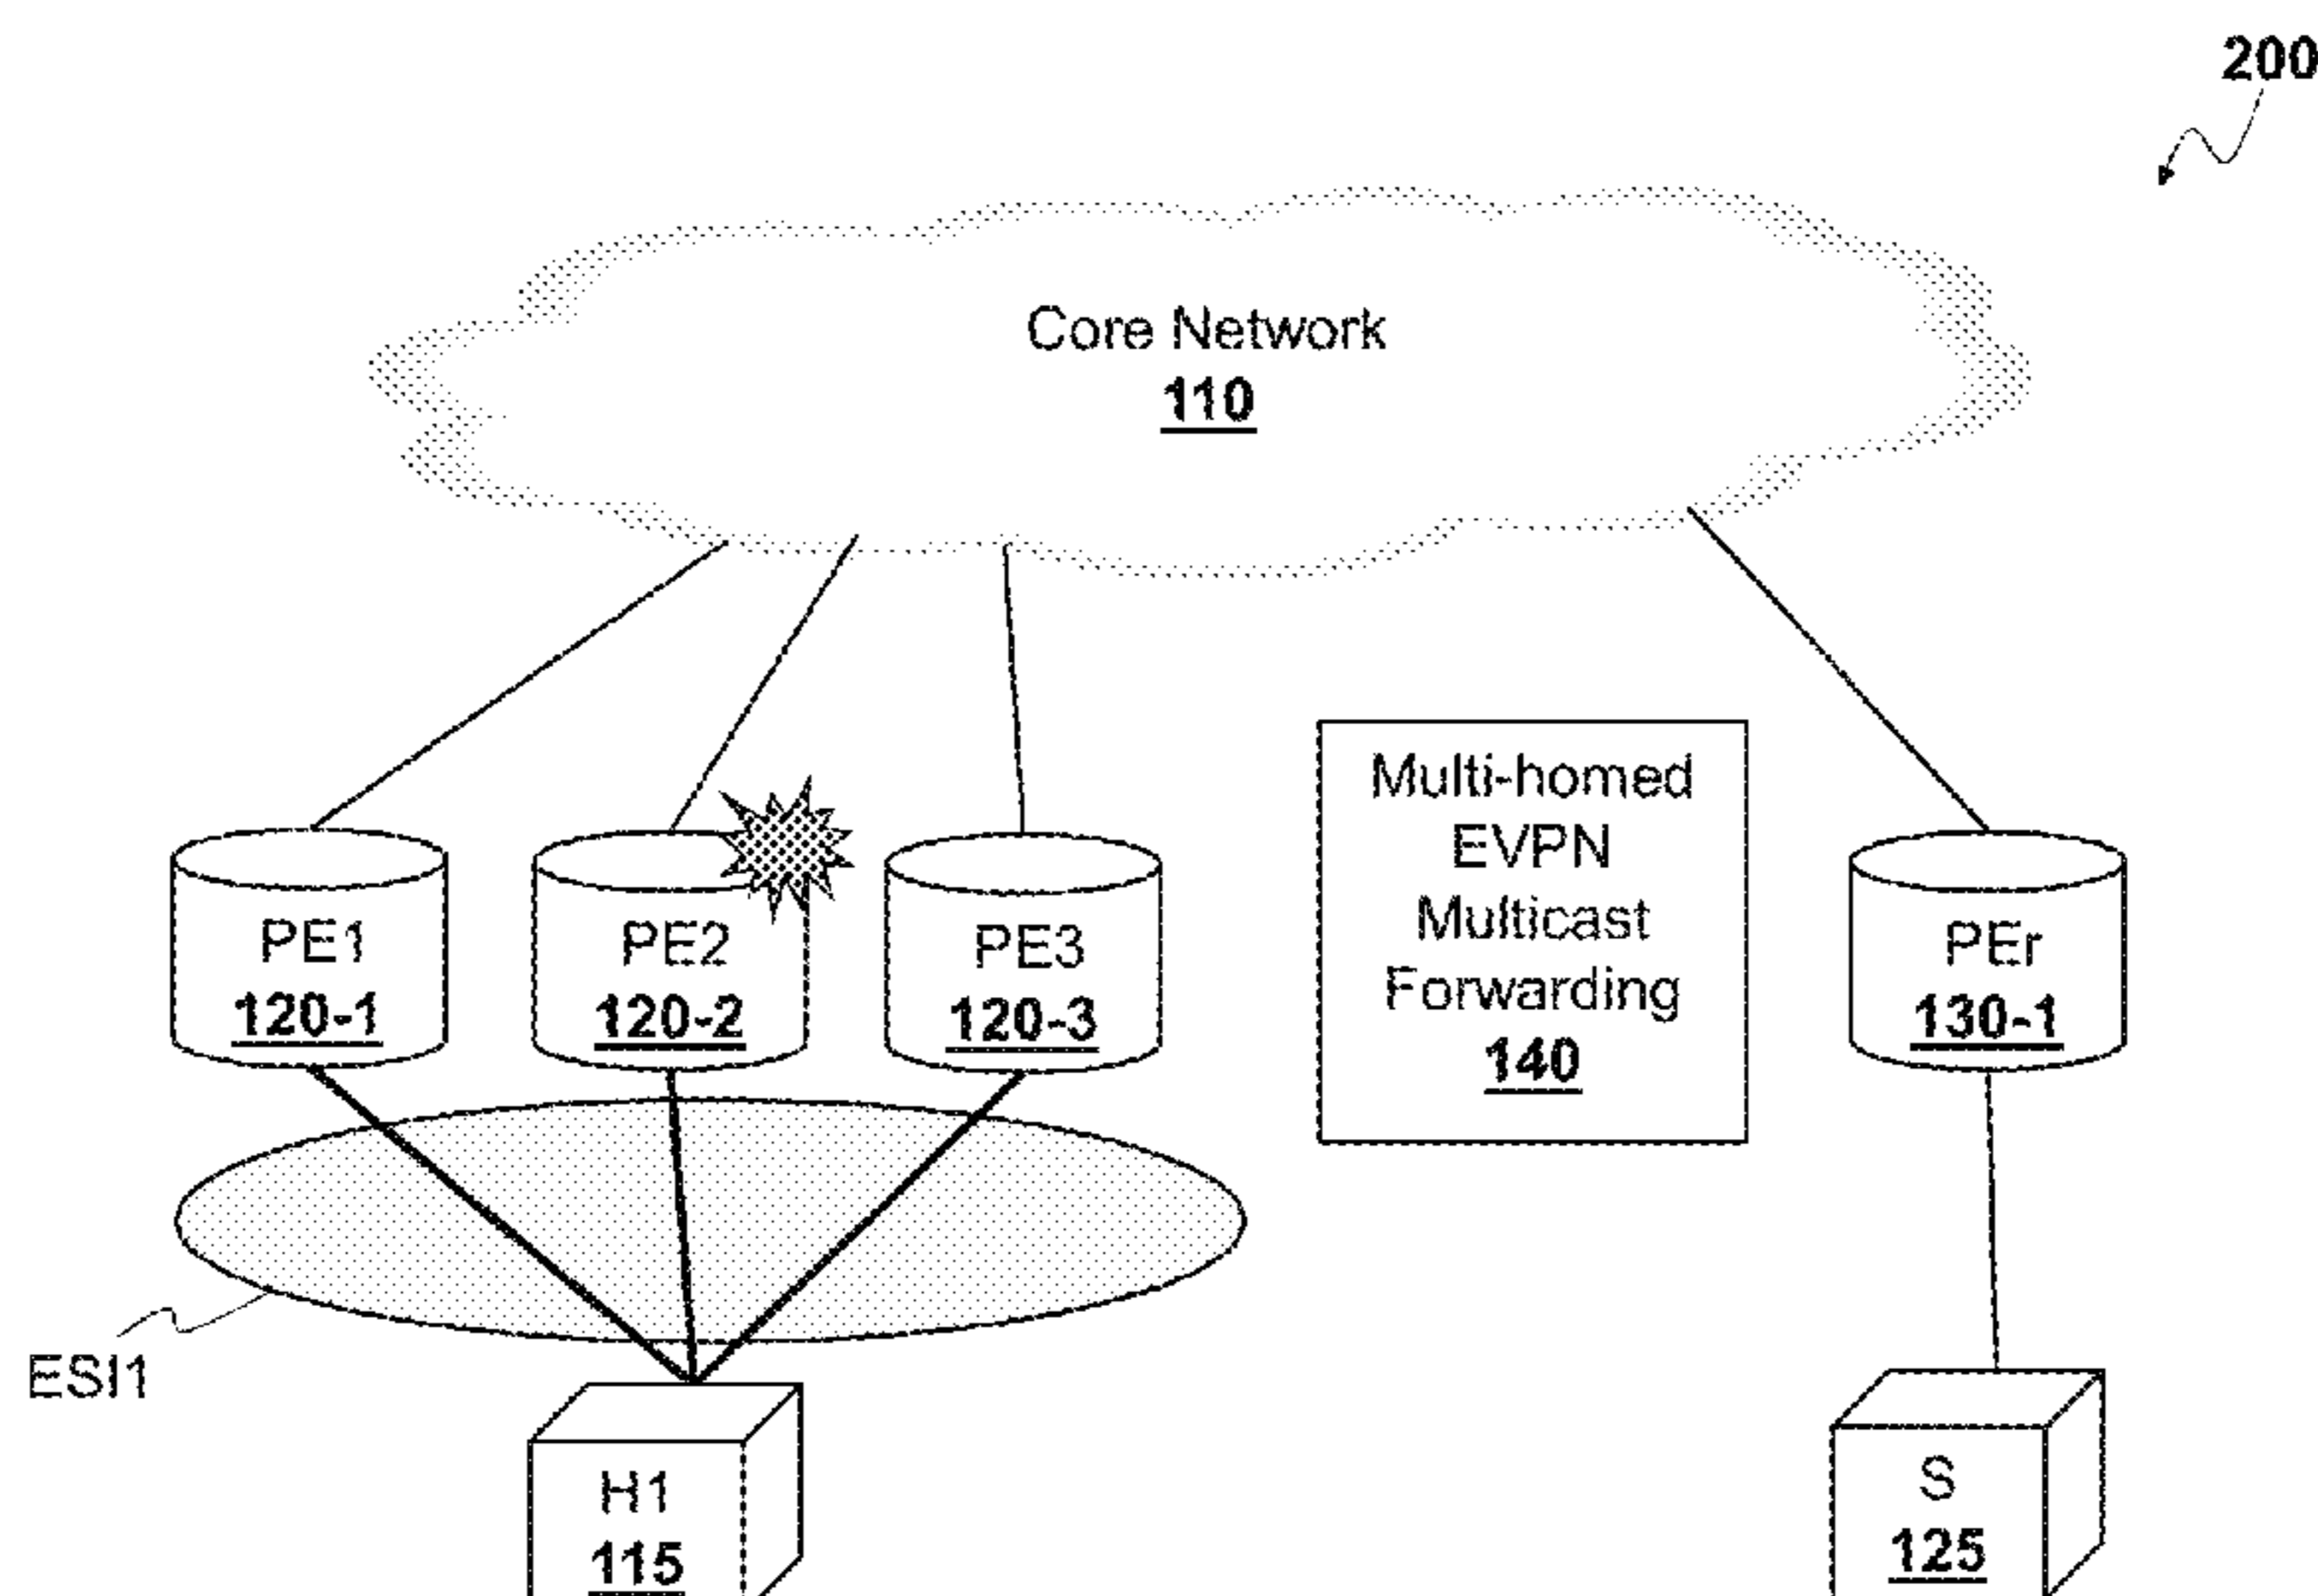 200
Core Network
110
Multi-homed
EVPN
Multicast
Forwarding
140
PE1
120-1
PE2
120-2
PE3
120-3
PEr
130-1
ESI1
H1
115
S
125